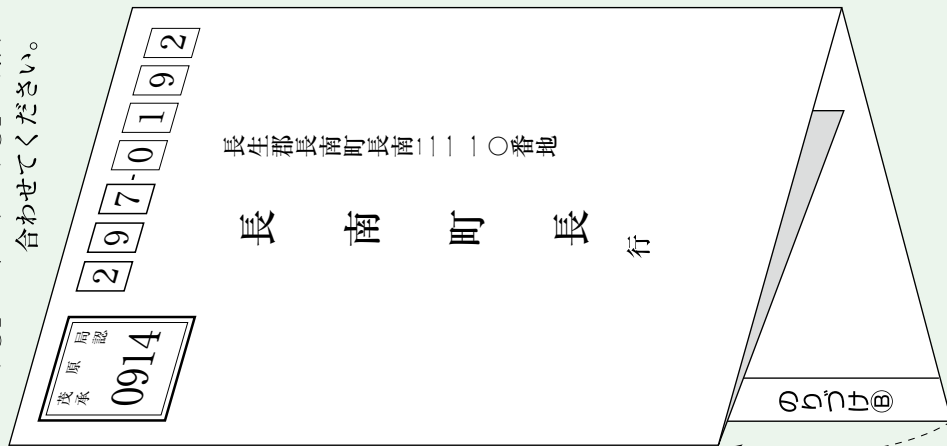 合わせてください。
297-0192
茂原局
承認
0914
長生郡長南町長南二一一〇番地
長南町長
行
のりづけⒷ